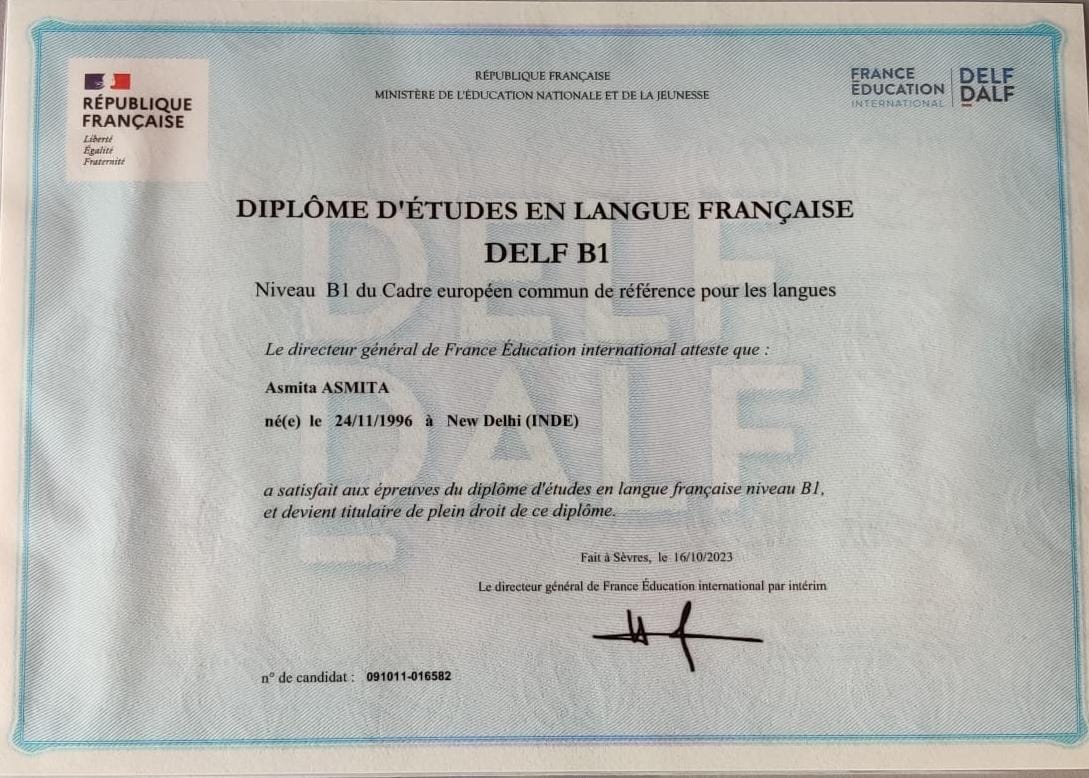 RÉPUBLIQUE
FRANÇAISE
Liberté
Égalité
Fraternité
RÉPUBLIQUE FRANÇAISE
MINISTÈRE DE L'ÉDUCATION NATIONALE ET DE LA JEUNESSE
FRANCE
ÉDUCATION
INTERNATIONAL
DELF
DALF
DIPLÔME D'ÉTUDES EN LANGUE FRANÇAISE
DELF B1
Niveau B1 du Cadre européen commun de référence pour les langues
DELF
DALF
Le directeur général de France Éducation international atteste que :
Asmita ASMITA
né(e) le 24/11/1996 à New Delhi (INDE)
a satisfait aux épreuves du diplôme d'études en langue française niveau B1,
et devient titulaire de plein droit de ce diplôme.
Fait à Sèvres, le 16/10/2023
Le directeur général de France Éducation international par intérim
n° de candidat : 091011-016582